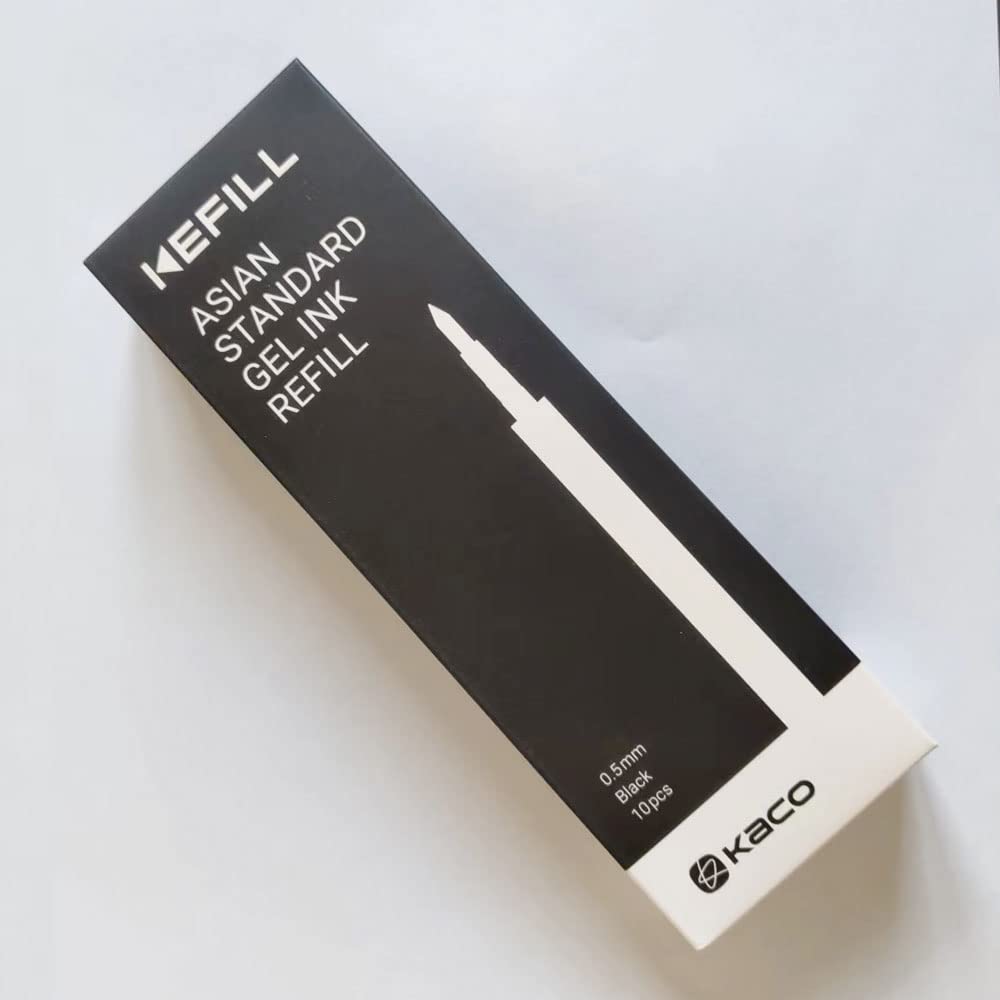 KEFILL
ASIAN
STANDARD
GEL INK
REFILL
0.5mm
Black
10pcs
KACO